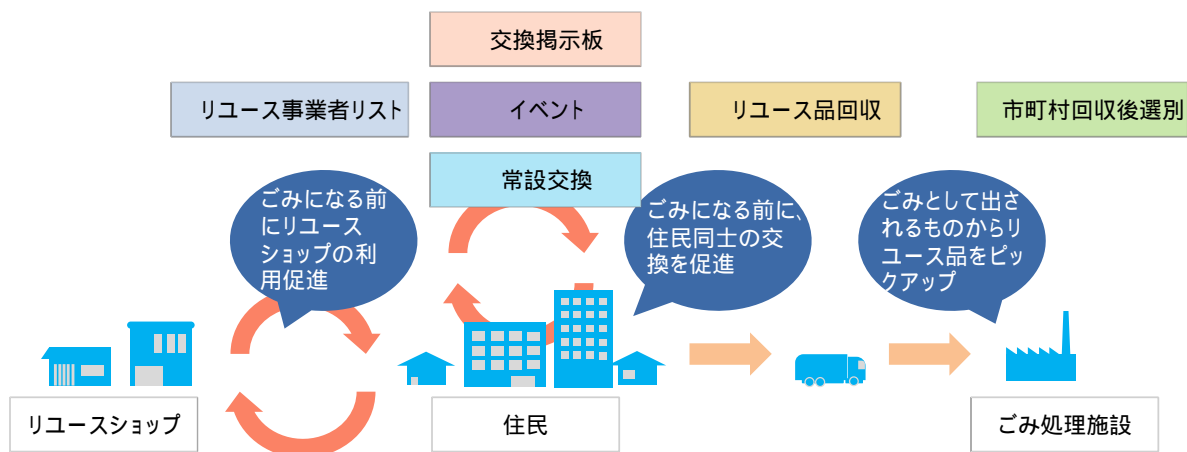 交換掲示板
リユース事業者リスト
イベント
リユース品回収
市町村回収後選別
常設交換
ごみになる前
にリユース
ショップの利
用促進
ごみになる前に、
住民同士の交
換を促進
ごみとして出さ
れるものからリ
ユース品をピッ
クアップ
リユースショップ
住民
ごみ処理施設